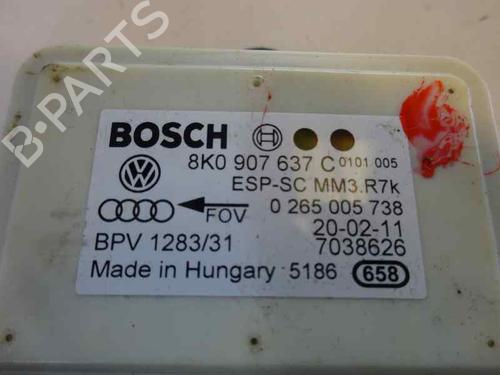 B-PARTS
BOSCH
8K0 907 637 C 0101 005
ESP-SC MM3.R7k
FOV 0 265 005 738
20-02-11
BPV 1283/31 7038626
Made in Hungary 5186 658